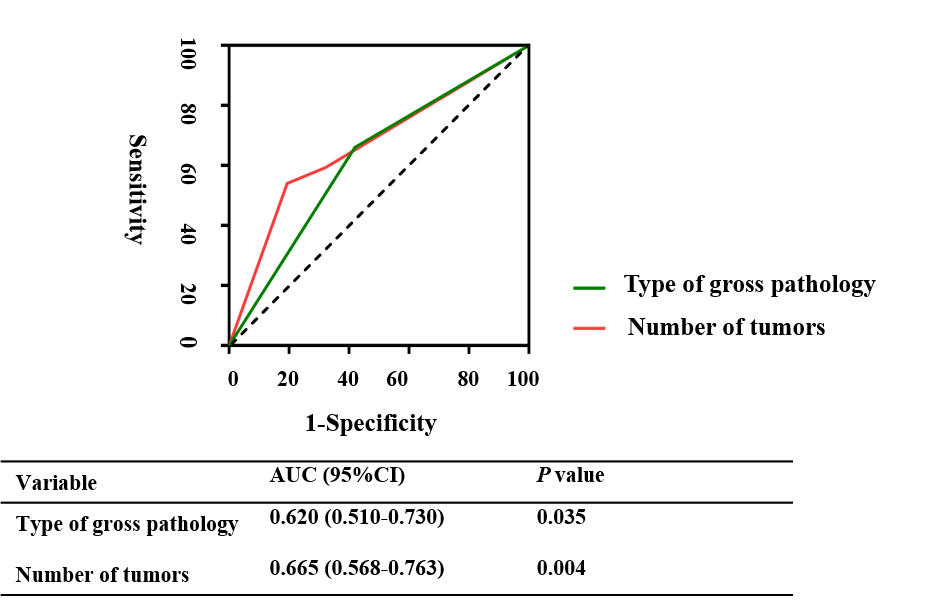 100
80
60
40
20
0
Sensitivity
0 20 40 60 80 100
1-Specificity
Type of gross pathology
Number of tumors
Variable AUC (95%CI) P value
Type of gross pathology 0.620 (0.510-0.730) 0.035
Number of tumors 0.665 (0.568-0.763) 0.004